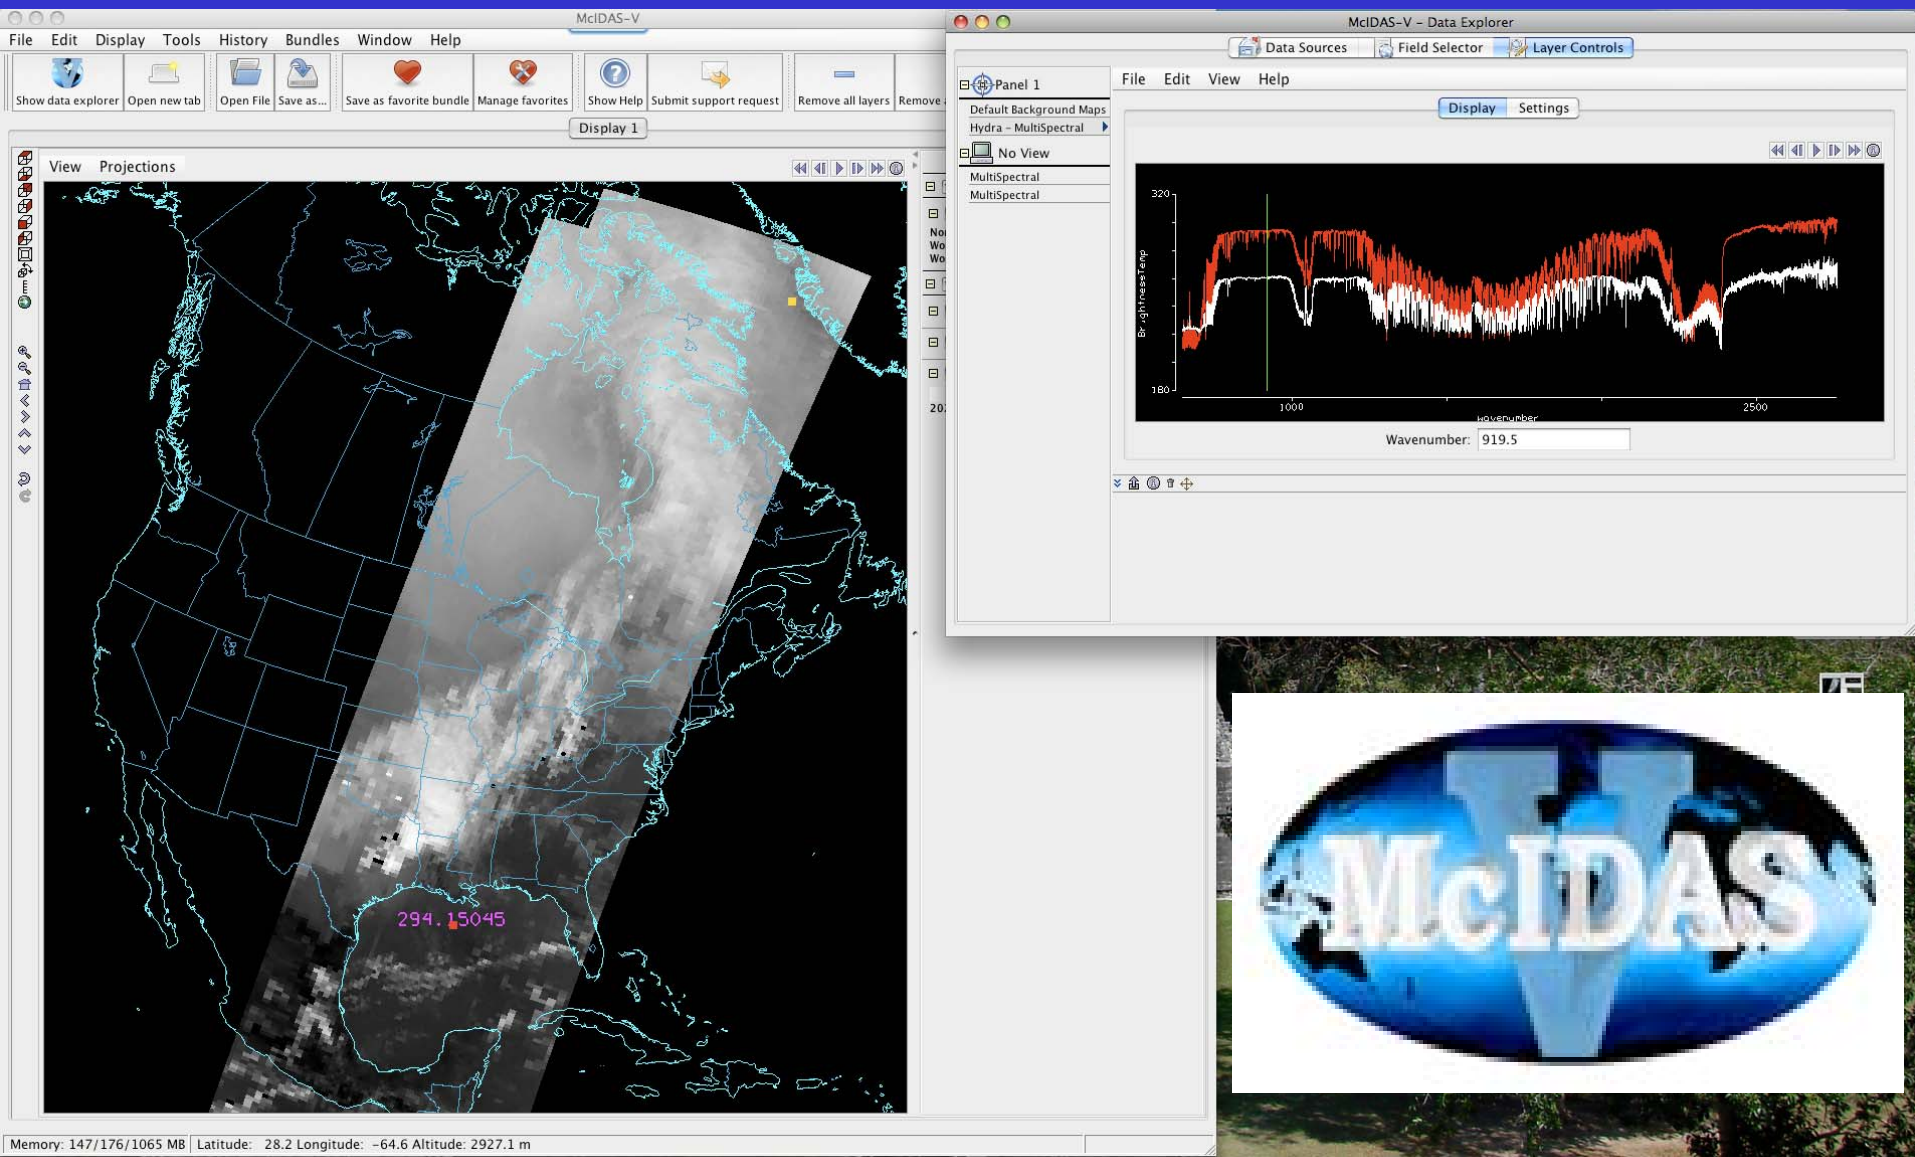 McIDAS-V
File Edit Display Tools History Bundles Window Help
Show data explorer Open new tab Open File Save as... Save as favorite bundle Manage favorites Show Help Submit support request Remove all layers Remove
Display 1
View Projections
294.15045
Memory: 147/176/1065 MB Latitude: 28.2 Longitude: -64.6 Altitude: 2927.1 m
McIDAS-V - Data Explorer
Data Sources Field Selector Layer Controls
Panel 1
Default Background Maps
Hydra - MultiSpectral
No View
MultiSpectral
MultiSpectral
File Edit View Help
Display Settings
320
BrightnessTemp
180
1000 2500
wavenumber
Wavenumber: 919.5
V
McIDAS